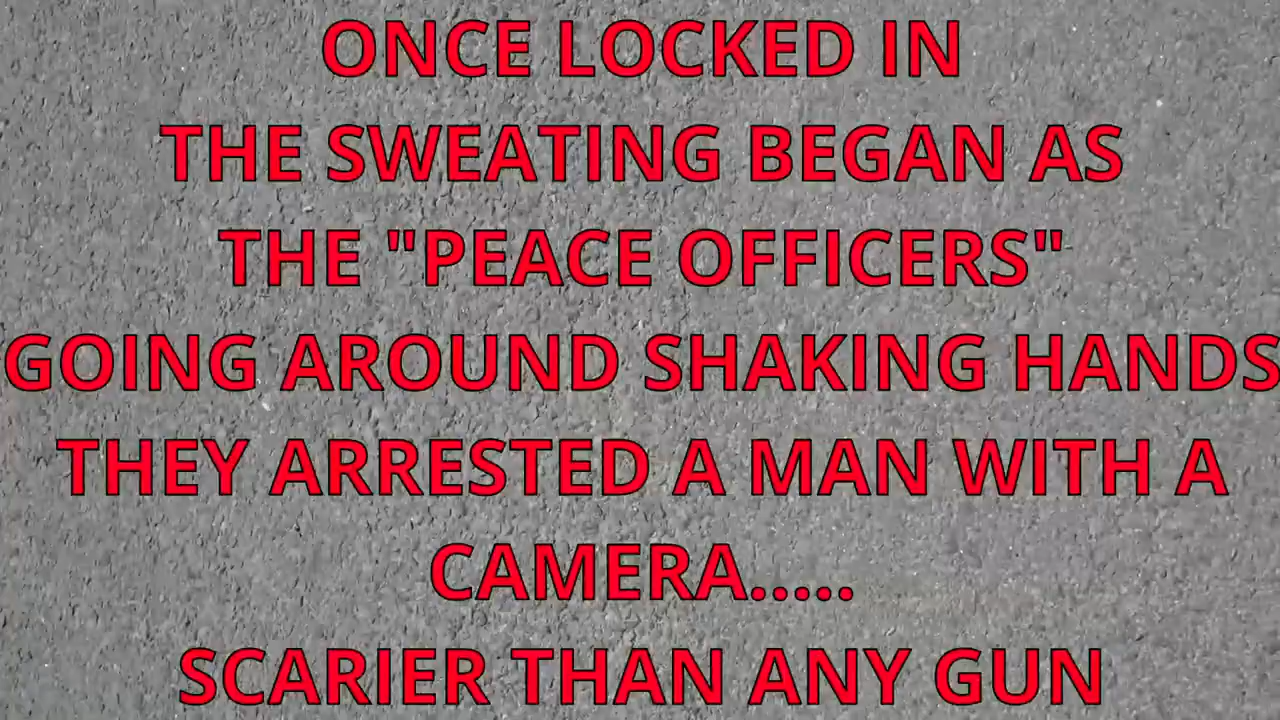 ONCE LOCKED IN
THE SWEATING BEGAN AS
THE "PEACE OFFICERS"
GOING AROUND SHAKING HANDS
THEY ARRESTED A MAN WITH A
CAMERA.....
SCARIER THAN ANY GUN